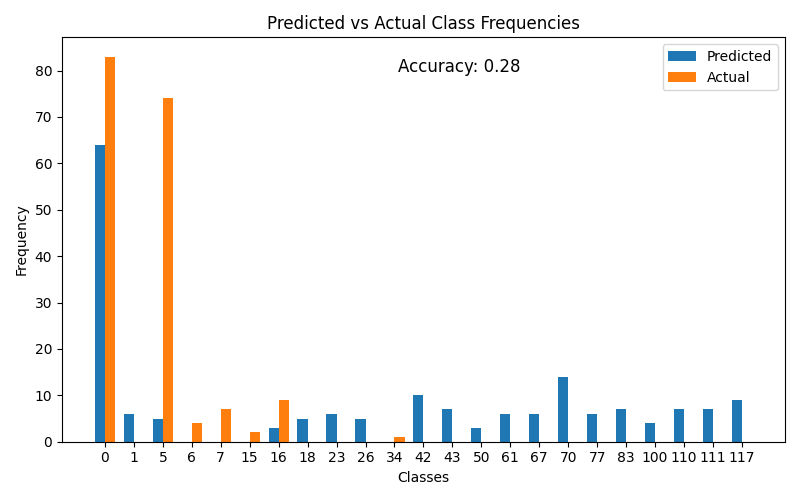 Predicted vs Actual Class Frequencies
Accuracy: 0.28
Predicted
Actual
Frequency
80
70
60
50
40
30
20
10
0
0 1 5 6 7 15 16 18 23 26 34 42 43 50 61 67 70 77 83 100 110 111 117
Classes